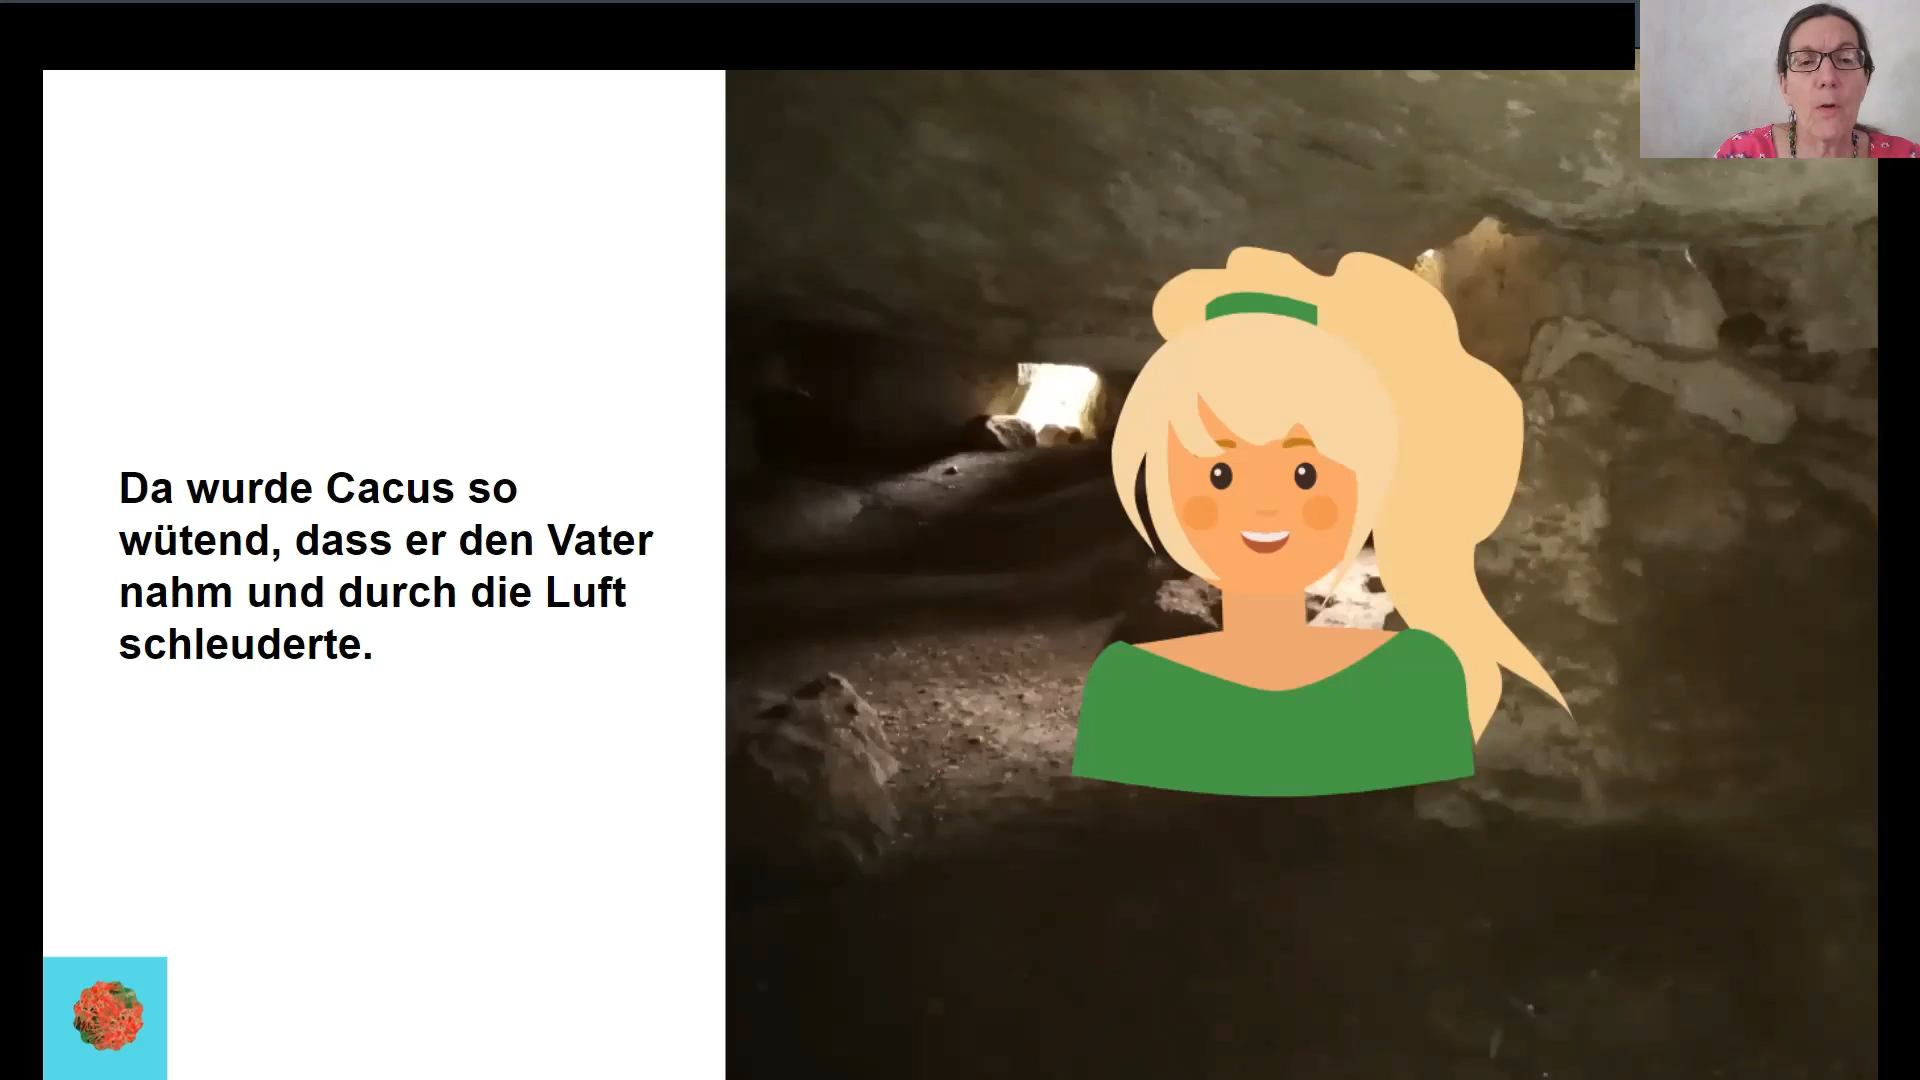 Da wurde Cacus so
wütend, dass er den Vater
nahm und durch die Luft
schleuderte.